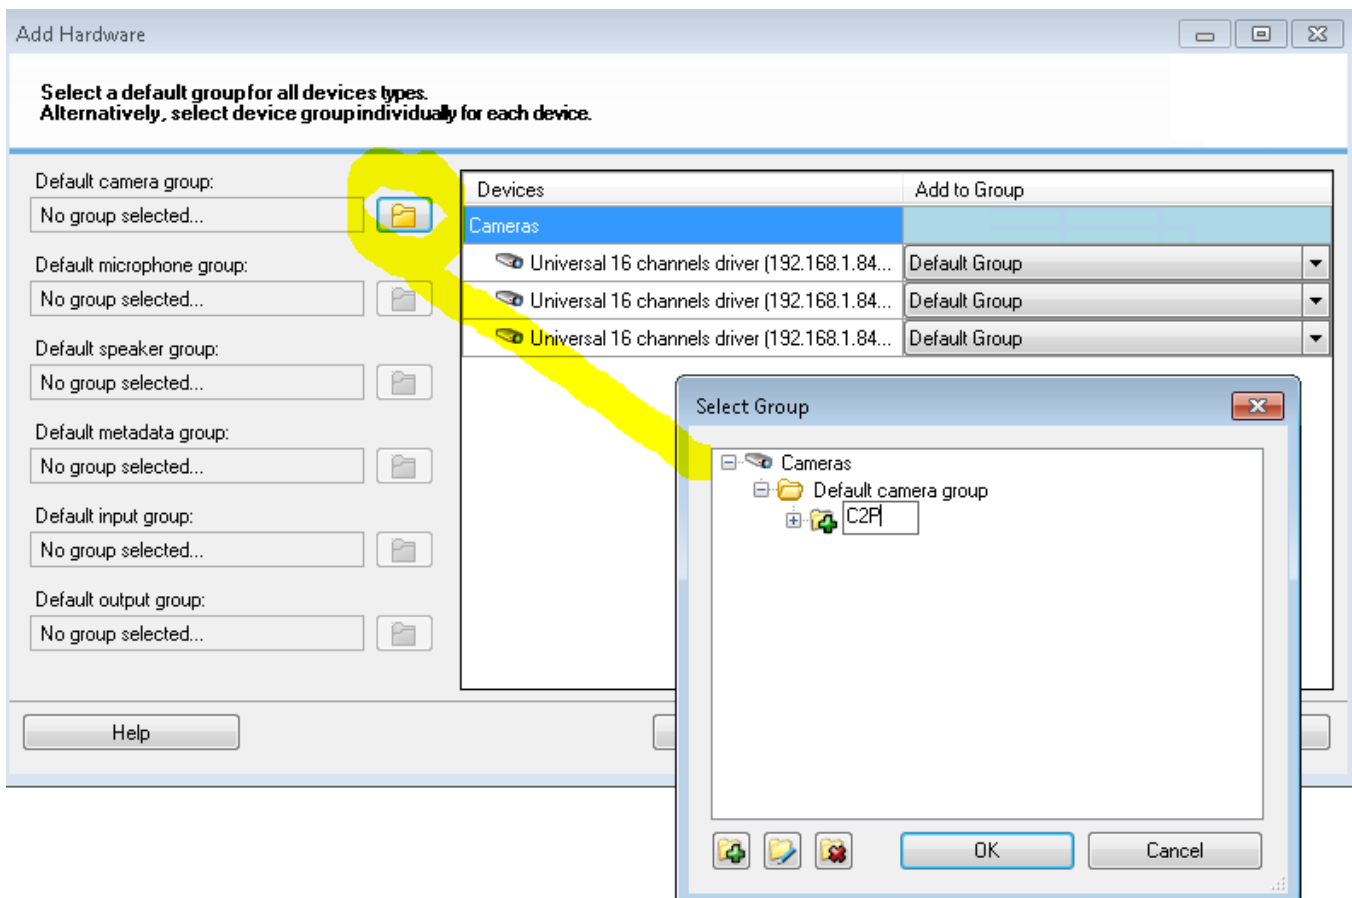 Add Hardware
Select a default group for all devices types.
Alternatively, select device group individually for each device.
Default camera group:
No group selected...
Default microphone group:
No group selected...
Default speaker group:
No group selected...
Default metadata group:
No group selected...
Default input group:
No group selected...
Default output group:
No group selected...
Help
Devices Add to Group
Cameras
Universal 16 channels driver (192.168.1.84... Default Group
Universal 16 channels driver (192.168.1.84... Default Group
Universal 16 channels driver (192.168.1.84... Default Group
Select Group
Cameras
Default camera group
C2P
OK Cancel